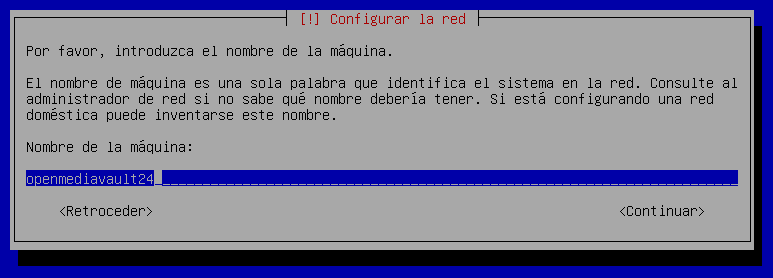 [!] Configurar la red
Por favor, introduzca el nombre de la máquina.
El nombre de máquina es una sola palabra que identifica el sistema en la red. Consulte al
administrador de red si no sabe qué nombre debería tener. Si está configurando una red
doméstica puede inventarse este nombre.
Nombre de la máquina:
openmediavault24
<Retroceder> <Continuar>